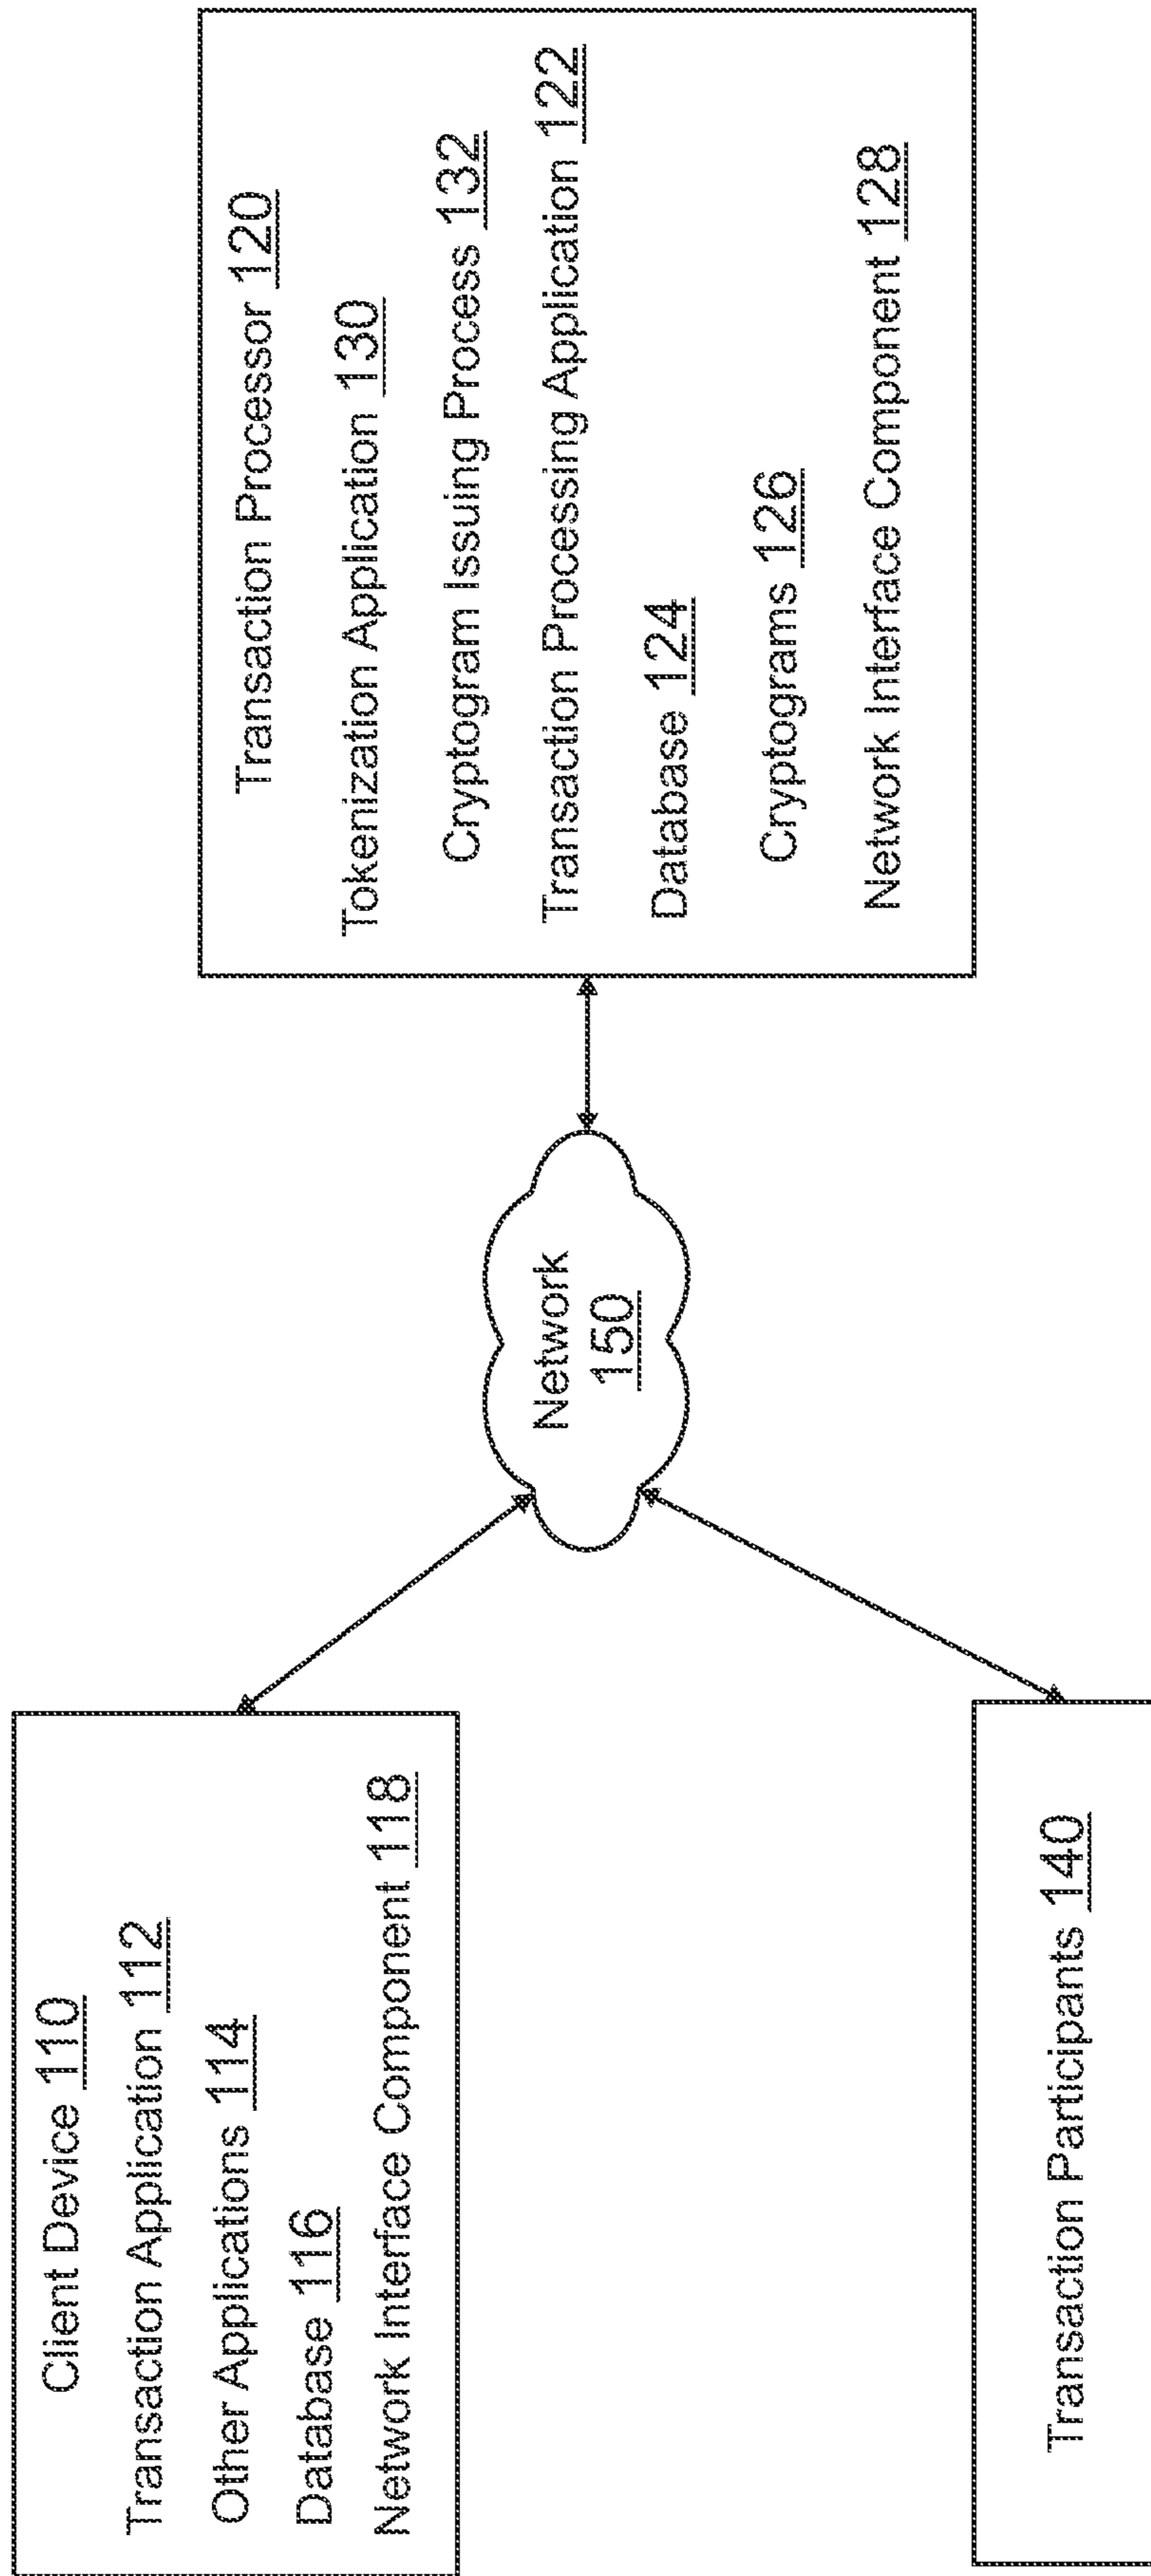 Client Device 110
Transaction Application 112
Other Applications 114
Database 116
Network Interface Component 118
Transaction Participants 140
Network
150
Transaction Processor 120
Tokenization Application 130
Cryptogram Issuing Process 132
Transaction Processing Application 122
Database 124
Cryptograms 126
Network Interface Component 128